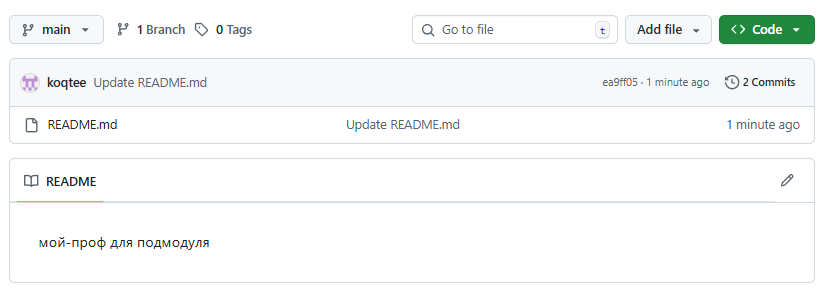 main 1 Branch 0 Tags Go to file t Add file Code
koqtee Update README.md ea9ff05 · 1 minute ago 2 Commits
README.md Update README.md 1 minute ago
README
мой-проф для подмодуля